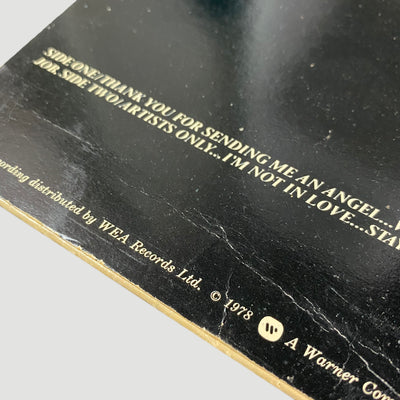 SIDE ONE/THANK YOU FOR SENDING ME AN ANGEL...
JOB. SIDE TWO/ARTISTS ONLY... I'M NOT IN LOVE....STAY
ording distributed by WEA Records Ltd. © 1978 A Warner Com